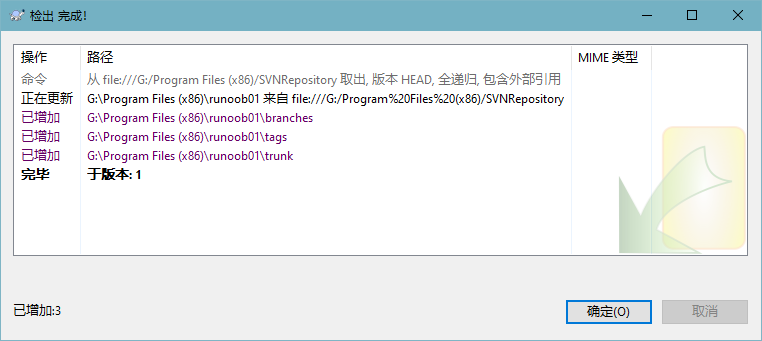 检出 完成!
操作 路径 MIME 类型
命令 从 file:///G:/Program Files (x86)/SVNRepository 取出, 版本 HEAD, 全递归, 包含外部引用
正在更新 G:\Program Files (x86)\runoob01 来自 file:///G:/Program%20Files%20(x86)/SVNRepository
已增加 G:\Program Files (x86)\runoob01\branches
已增加 G:\Program Files (x86)\runoob01\tags
已增加 G:\Program Files (x86)\runoob01\trunk
完毕 于版本: 1
已增加:3 确定(O) 取消